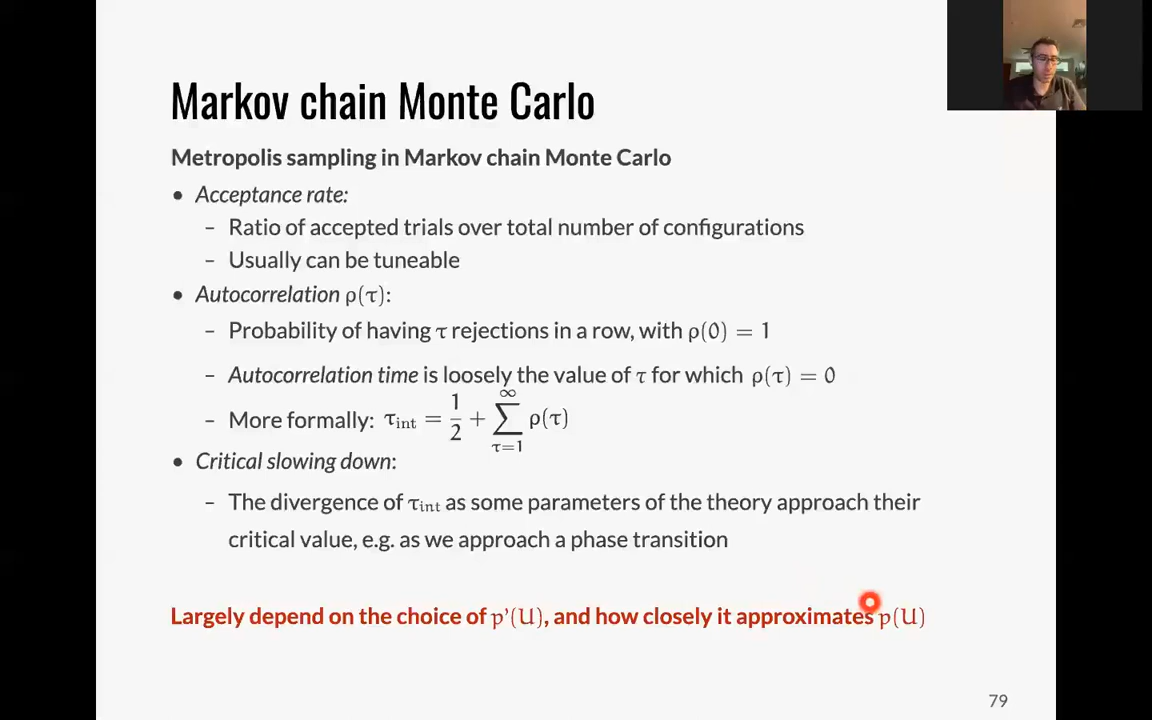 Markov chain Monte Carlo
Metropolis sampling in Markov chain Monte Carlo
• Acceptance rate:
– Ratio of accepted trials over total number of configurations
– Usually can be tuneable
• Autocorrelation ρ(τ):
– Probability of having τ rejections in a row, with ρ(0) = 1
– Autocorrelation time is loosely the value of τ for which ρ(τ) = 0
– More formally: τ_int = 1/2 + ∑_{τ=1}^{∞} ρ(τ)
• Critical slowing down:
– The divergence of τ_int as some parameters of the theory approach their
critical value, e.g. as we approach a phase transition
Largely depend on the choice of p’(U), and how closely it approximates p(U)
79